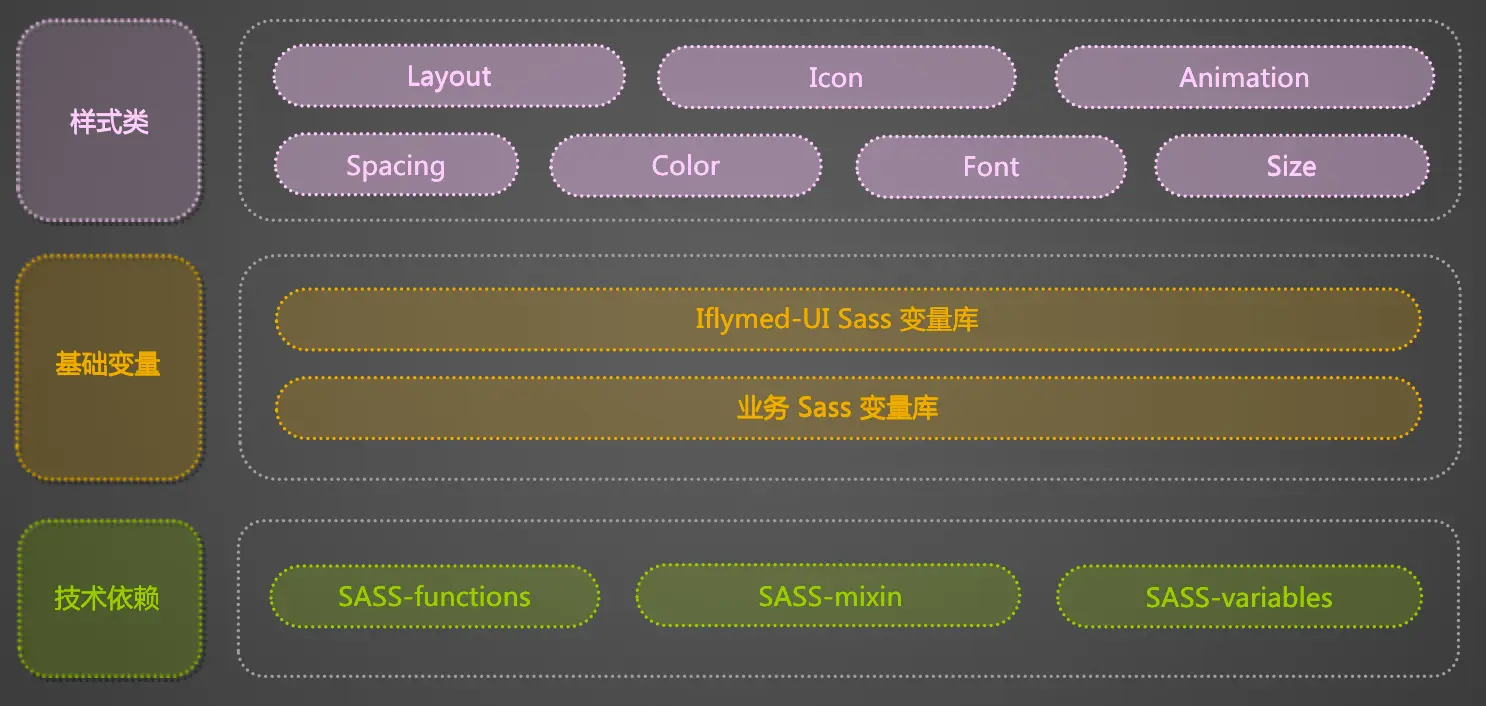 样式类
Layout
Icon
Animation
Spacing
Color
Font
Size
基础变量
Iflymed-UI Sass 变量库
业务 Sass 变量库
技术依赖
SASS-functions
SASS-mixin
SASS-variables